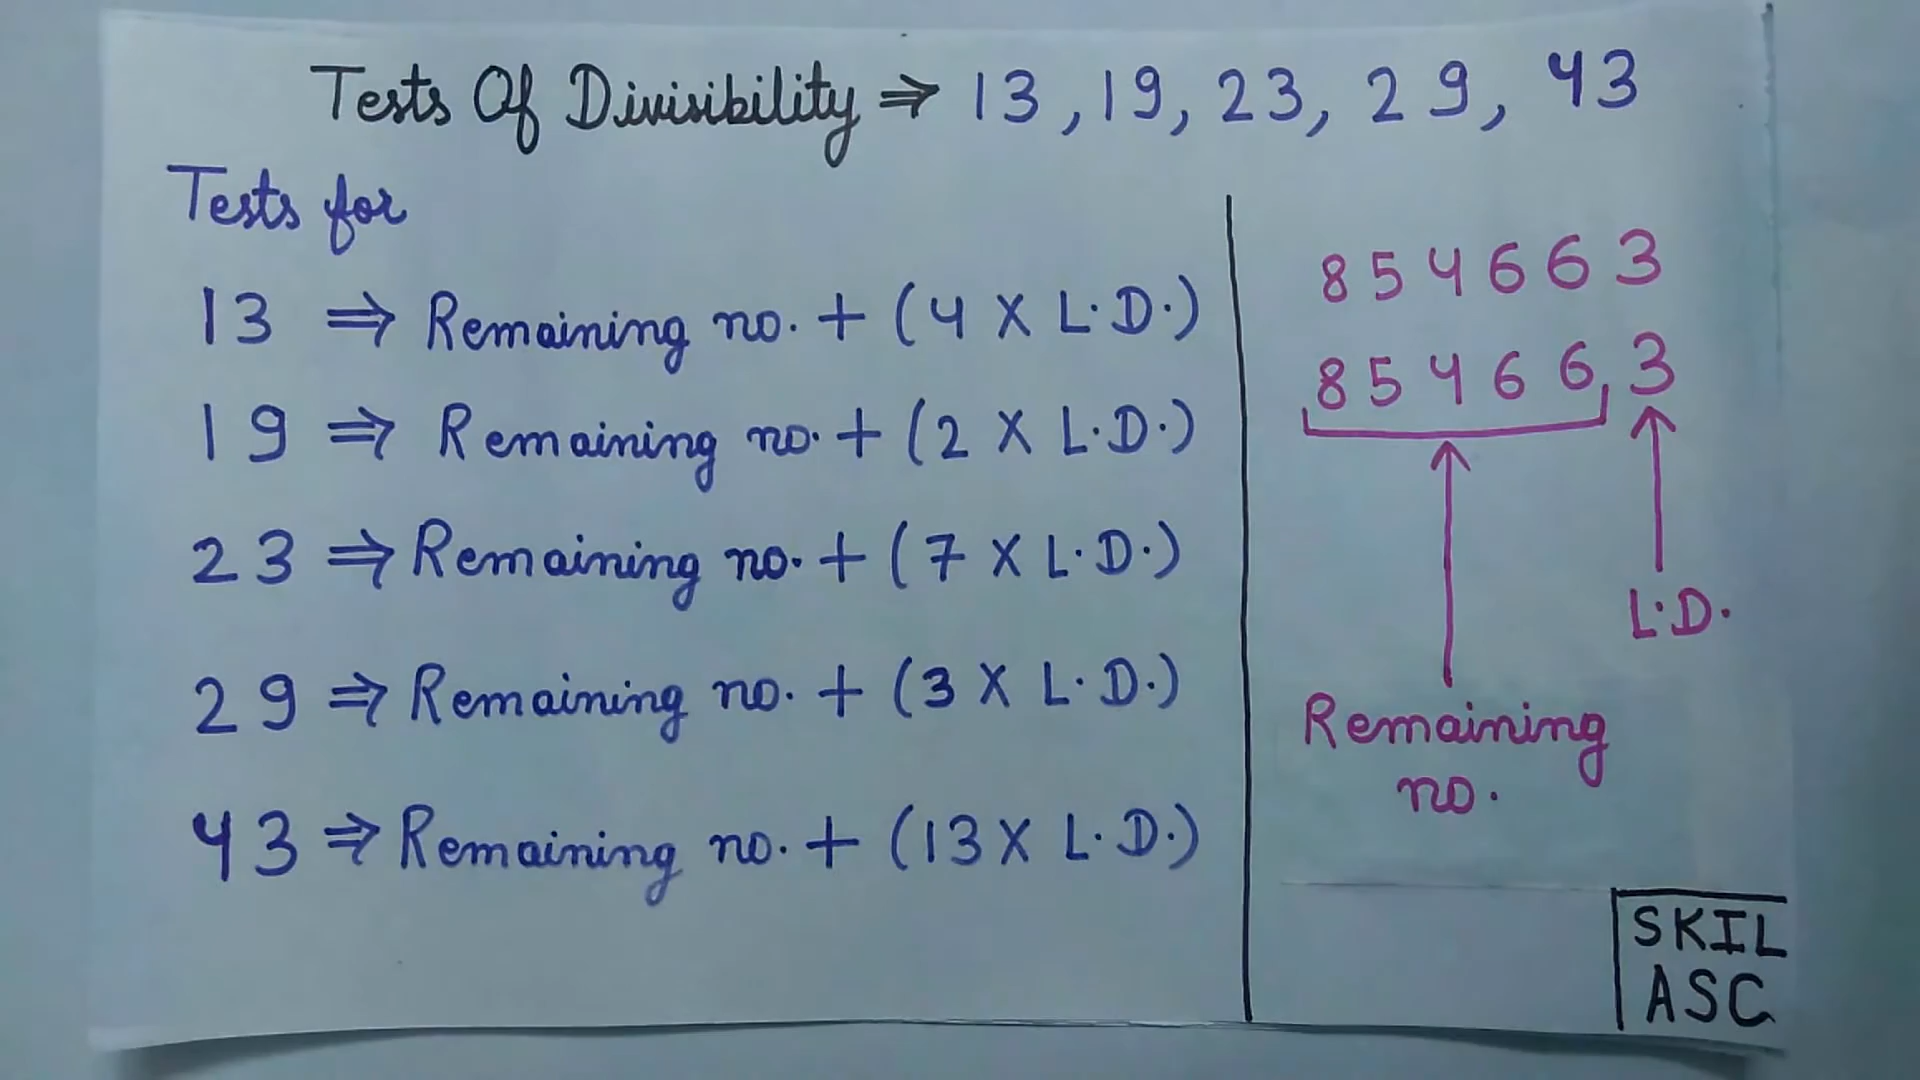 Tests Of Divisibility ⇒ 13, 19, 23, 29, 43
Tests for
13 ⇒ Remaining no. + (4 X L.D.)
19 ⇒ Remaining no. + (2 X L.D.)
23 ⇒ Remaining no. + (7 X L.D.)
29 ⇒ Remaining no. + (3 X L.D.)
43 ⇒ Remaining no. + (13 X L.D.)
854663
85466,3
L.D.
Remaining
no.
SKIL
ASC